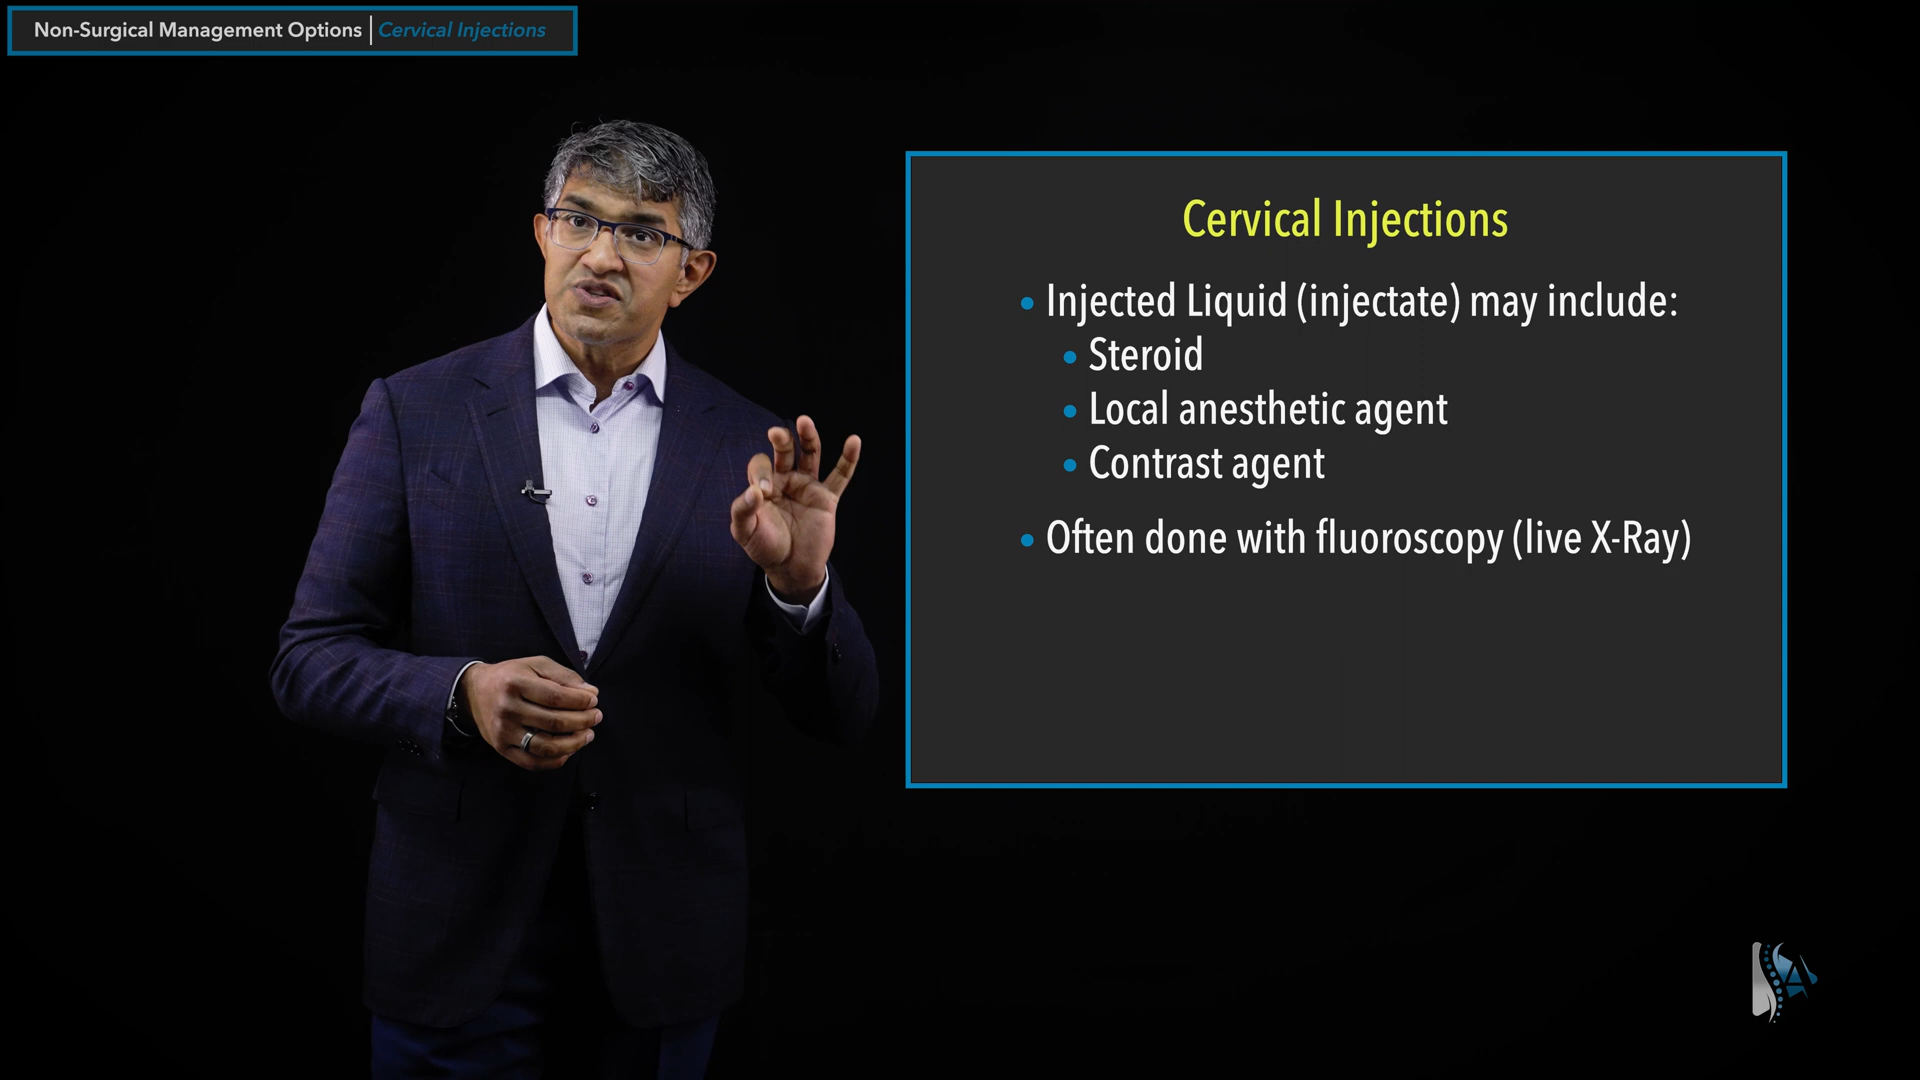 Non-Surgical Management Options | Cervical Injections
Cervical Injections
• Injected Liquid (injectate) may include:
• Steroid
• Local anesthetic agent
• Contrast agent
• Often done with fluoroscopy (live X-Ray)